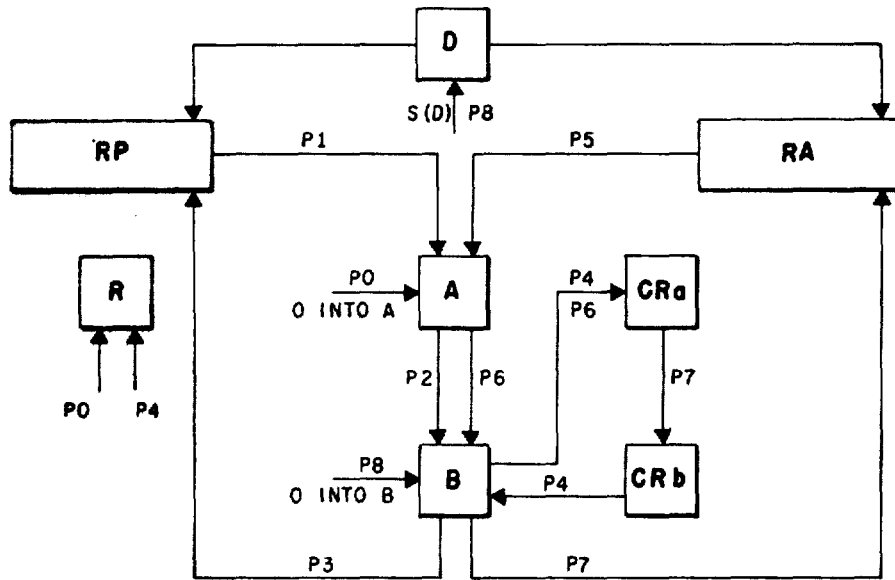 D
S(D) P8
RP
P1
P5
RA
R
P0 P4
P0
0 INTO A
A
P4
P6
CRa
P2 P6
P7
P8
0 INTO B
B
P4
CRb
P3
P7